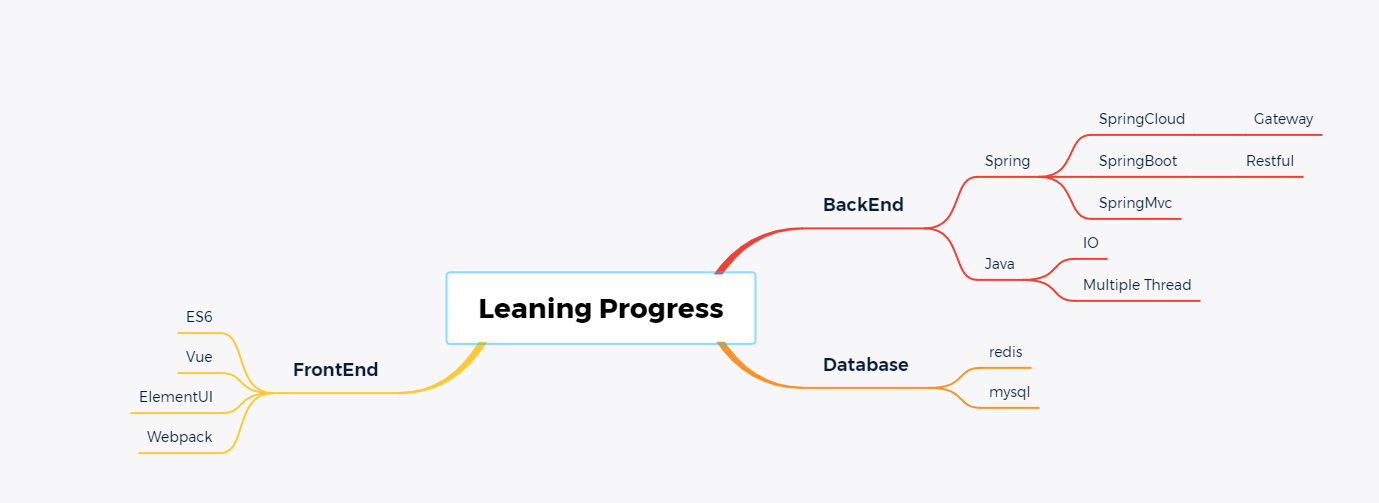 Leaning Progress
BackEnd
Spring
SpringCloud
Gateway
SpringBoot
Restful
SpringMvc
Java
IO
Multiple Thread
Database
redis
mysql
FrontEnd
ES6
Vue
ElementUI
Webpack